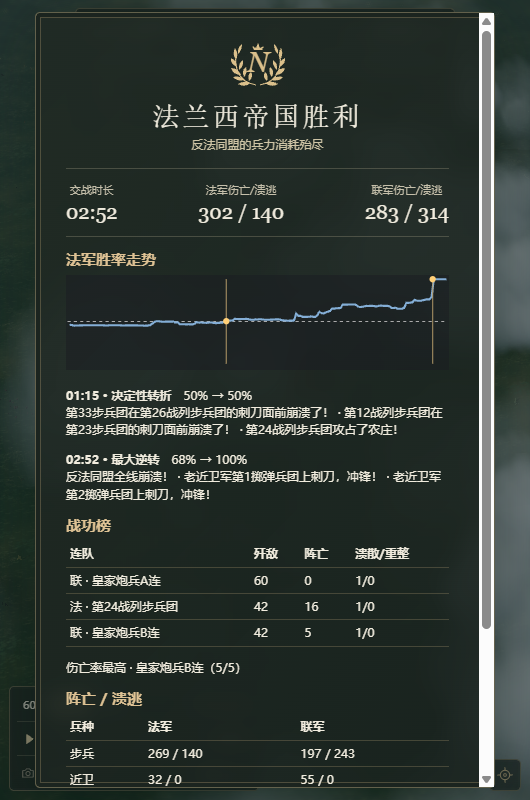 N
法兰西帝国胜利
反法同盟的兵力消耗殆尽
交战时长 法军伤亡/溃逃 联军伤亡/溃逃
02:52 302 / 140 283 / 314
法军胜率走势
01:15 · 决定性转折 50% → 50%
第33步兵团在第26战列步兵团的刺刀面前崩溃了！ · 第12战列步兵团在
第23步兵团的刺刀面前崩溃了！ · 第24战列步兵团攻占了农庄！
02:52 · 最大逆转 68% → 100%
反法同盟全线崩溃！ · 老近卫军第1掷弹兵团上刺刀，冲锋！ · 老近卫军
第2掷弹兵团上刺刀，冲锋！
战功榜
连队 歼敌 阵亡 溃散/重整
联 · 皇家炮兵A连 60 0 1/0
法 · 第24战列步兵团 42 16 1/0
联 · 皇家炮兵B连 42 5 1/0
伤亡率最高 · 皇家炮兵B连（5/5）
阵亡 / 溃逃
兵种 法军 联军
步兵 269 / 140 197 / 243
近卫 32 / 0 55 / 0
60